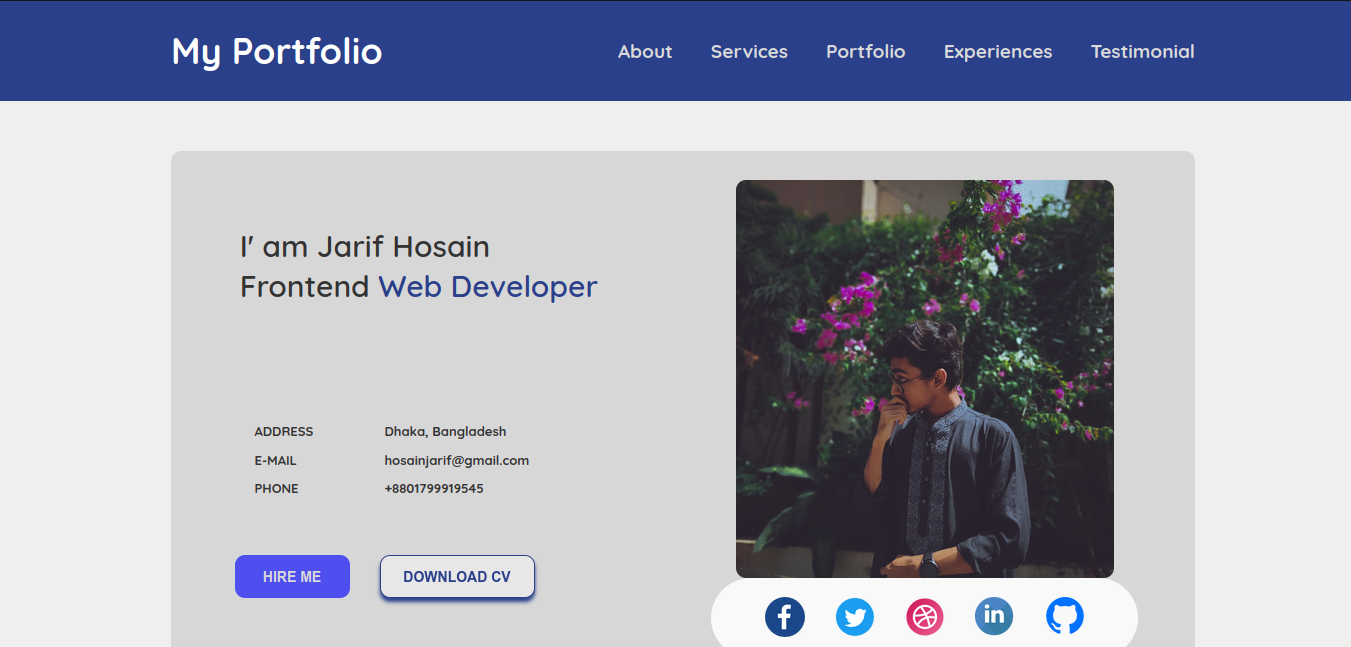 My Portfolio
About Services Portfolio Experiences Testimonial
I' am Jarif Hosain
Frontend Web Developer
ADDRESS Dhaka, Bangladesh
E-MAIL hosainjarif@gmail.com
PHONE +8801799919545
HIRE ME DOWNLOAD CV
f in